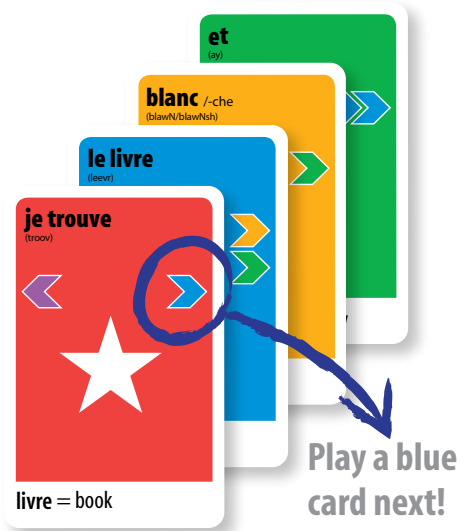 et
(ay)
blanc /-che
(blawN/blawNsh)
le livre
(leevr)
je trouve
(troov)
livre = book
Play a blue
card next!